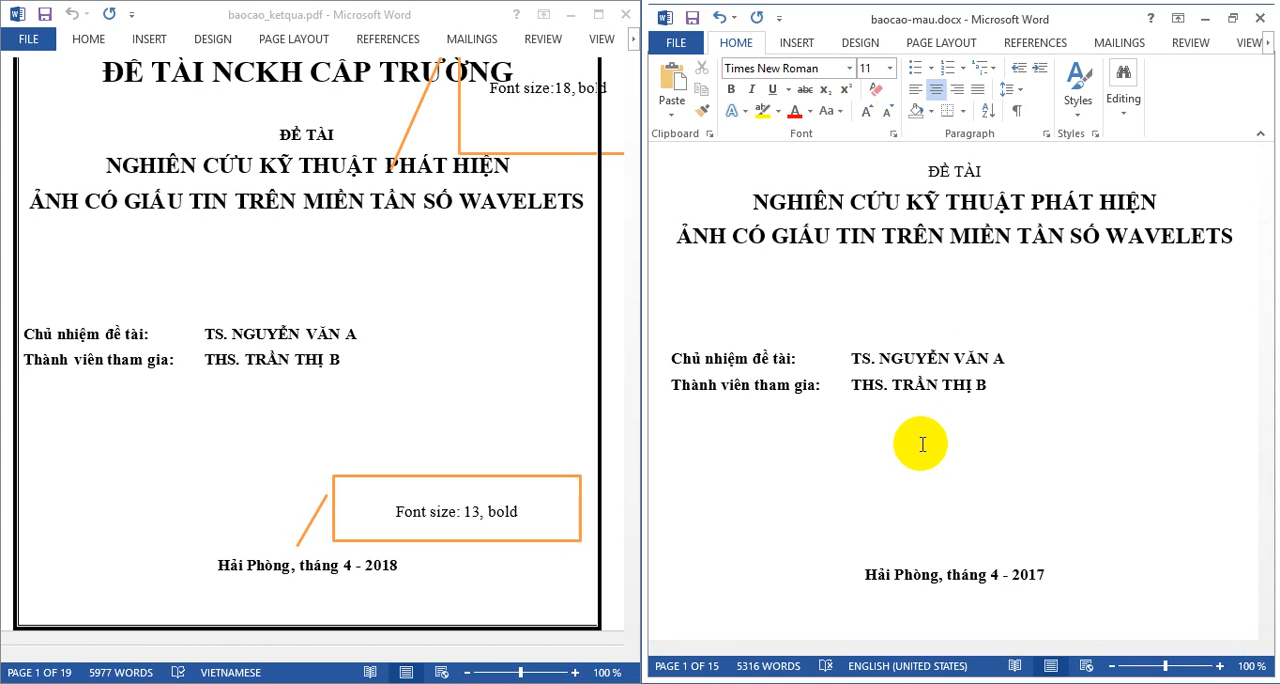 baocao_ketqua.pdf - Microsoft Word
FILE HOME INSERT DESIGN PAGE LAYOUT REFERENCES MAILINGS REVIEW VIEW
ĐỀ TÀI NCKH CẤP TRƯỜNG
Font size:18, bold
ĐỀ TÀI
NGHIÊN CỨU KỸ THUẬT PHÁT HIỆN
ẢNH CÓ GIẤU TIN TRÊN MIỀN TẦN SỐ WAVELETS
Chủ nhiệm đề tài: TS. NGUYỄN VĂN A
Thành viên tham gia: THS. TRẦN THỊ B
Font size: 13, bold
Hải Phòng, tháng 4 - 2018
PAGE 1 OF 19 5977 WORDS VIETNAMESE 100 %
baocao-mau.docx - Microsoft Word
FILE HOME INSERT DESIGN PAGE LAYOUT REFERENCES MAILINGS REVIEW VIEW
Times New Roman 11
Paste Styles Editing
Clipboard Font Paragraph Styles
ĐỀ TÀI
NGHIÊN CỨU KỸ THUẬT PHÁT HIỆN
ẢNH CÓ GIẤU TIN TRÊN MIỀN TẦN SỐ WAVELETS
Chủ nhiệm đề tài: TS. NGUYỄN VĂN A
Thành viên tham gia: THS. TRẦN THỊ B
Hải Phòng, tháng 4 - 2017
PAGE 1 OF 15 5316 WORDS ENGLISH (UNITED STATES) 100 %